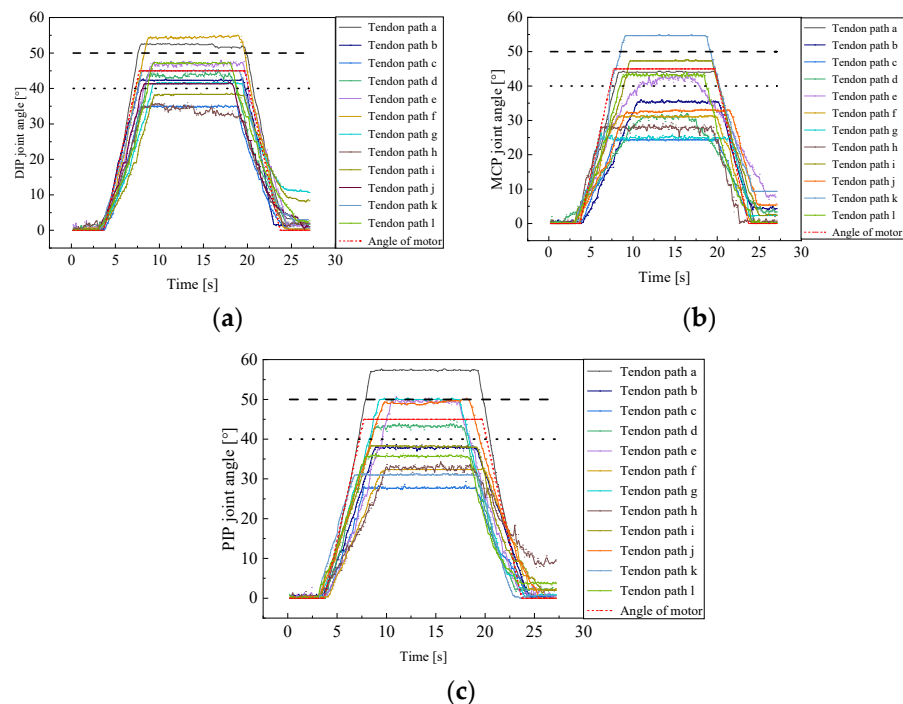 (a)
60
50
40
30
20
10
0
DIP joint angle [°]
0 5 10 15 20 25 30
Time [s]
Tendon path a
Tendon path b
Tendon path c
Tendon path d
Tendon path e
Tendon path f
Tendon path g
Tendon path h
Tendon path i
Tendon path j
Tendon path k
Tendon path l
Angle of motor
(b)
60
50
40
30
20
10
0
MCP joint angle [°]
0 5 10 15 20 25 30
Time [s]
Tendon path a
Tendon path b
Tendon path c
Tendon path d
Tendon path e
Tendon path f
Tendon path g
Tendon path h
Tendon path i
Tendon path j
Tendon path k
Tendon path l
Angle of motor
(c)
60
50
40
30
20
10
0
PIP joint angle [°]
0 5 10 15 20 25 30
Time [s]
Tendon path a
Tendon path b
Tendon path c
Tendon path d
Tendon path e
Tendon path f
Tendon path g
Tendon path h
Tendon path i
Tendon path j
Tendon path k
Tendon path l
Angle of motor